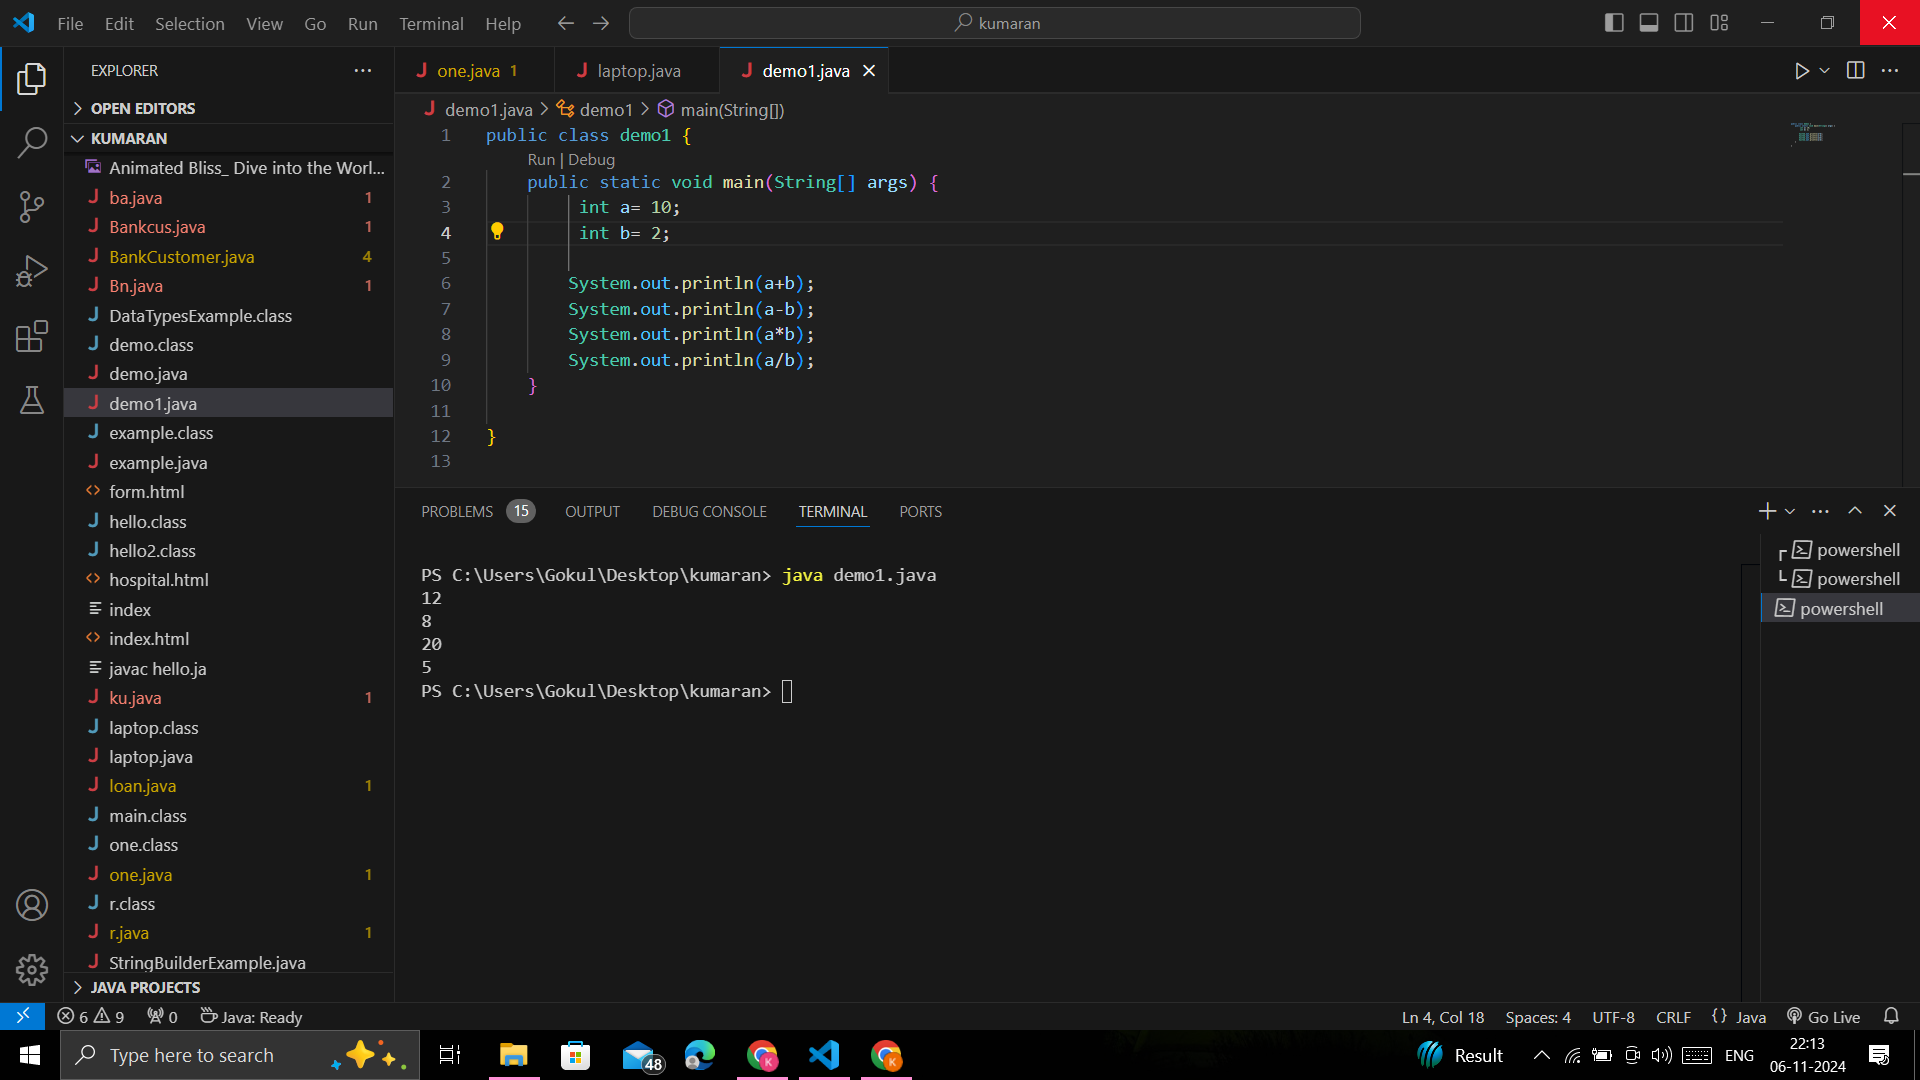 File Edit Selection View Go Run Terminal Help
kumaran
EXPLORER
OPEN EDITORS
KUMARAN
Animated Bliss_ Dive into the Worl...
ba.java 1
Bankcus.java 1
BankCustomer.java 4
Bn.java 1
DataTypesExample.class
demo.class
demo.java
demo1.java
example.class
example.java
form.html
hello.class
hello2.class
hospital.html
index
index.html
javac hello.ja
ku.java 1
laptop.class
laptop.java
loan.java 1
main.class
one.class
one.java 1
r.class
r.java 1
StringBuilderExample.java
JAVA PROJECTS
one.java 1
laptop.java
demo1.java
demo1.java > demo1 > main(String[])
1 public class demo1 {
Run | Debug
2 public static void main(String[] args) {
3 int a= 10;
4 int b= 2;
5
6 System.out.println(a+b);
7 System.out.println(a-b);
8 System.out.println(a*b);
9 System.out.println(a/b);
10 }
11
12 }
13
PROBLEMS 15 OUTPUT DEBUG CONSOLE TERMINAL PORTS
PS C:\Users\Gokul\Desktop\kumaran> java demo1.java
12
8
20
5
PS C:\Users\Gokul\Desktop\kumaran>
powershell
powershell
powershell
6 9 0 Java: Ready
Ln 4, Col 18 Spaces: 4 UTF-8 CRLF {} Java Go Live
Type here to search
48
Result
ENG
22:13
06-11-2024